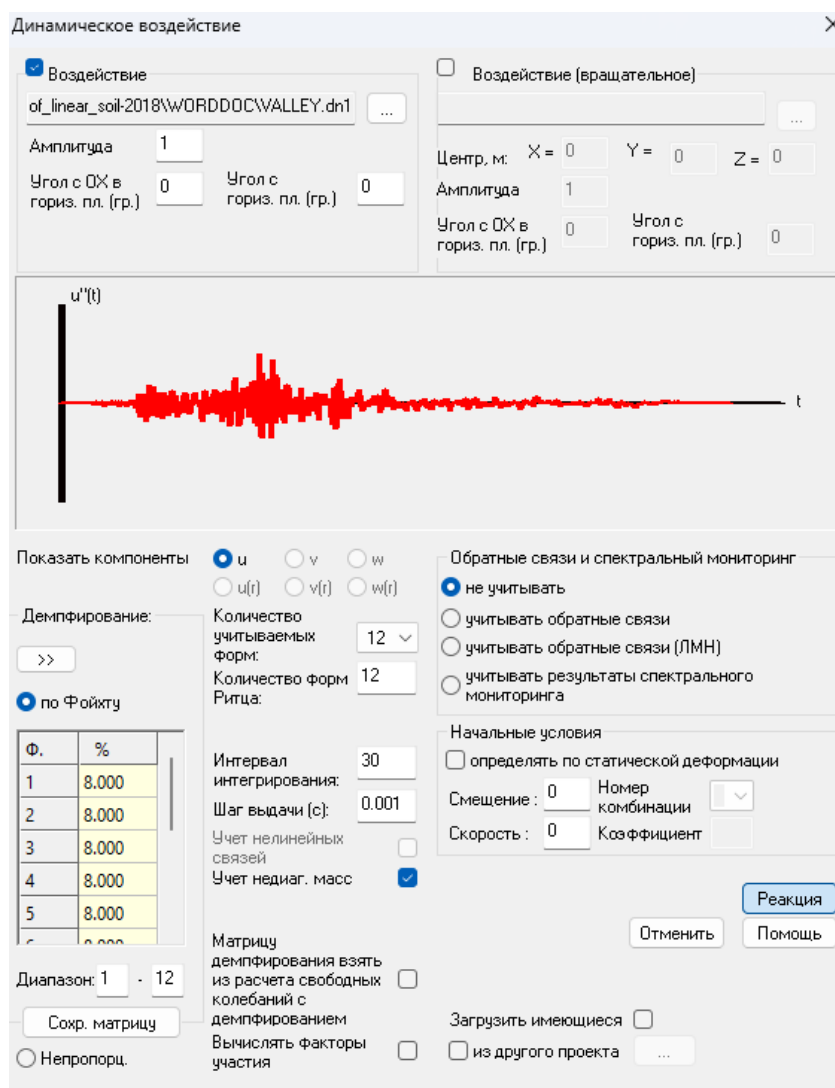 Динамическое воздействие
Воздействие
of_linear_soil-2018\WORDDOC\VALLEY.dn1
...
Амплитуда
1
Угол с OX в
гориз. пл. (гр.)
0
Угол с
гориз. пл. (гр.)
0
Воздействие (вращательное)
...
Центр, м:
X = 0
Y = 0
Z = 0
Амплитуда
1
Угол с OX в
гориз. пл. (гр.)
0
Угол с
гориз. пл. (гр.)
0
u''(t)
t
Показать компоненты
u
v
w
u(r)
v(r)
w(r)
Демпфирование:
>>
по Фойхту
Ф. %
1 8.000
2 8.000
3 8.000
4 8.000
5 8.000
Диапазон: 1 - 12
Сохр. матрицу
Непропорц.
Количество
учитываемых
форм:
12
Количество форм
Ритца:
12
Интервал
интегрирования:
30
Шаг выдачи (с):
0.001
Учет нелинейных
связей
Учет недиаг. масс
Матрицу
демпфирования взять
из расчета свободных
колебаний с
демпфированием
Вычислять факторы
участия
Обратные связи и спектральный мониторинг
не учитывать
учитывать обратные связи
учитывать обратные связи (ЛМН)
учитывать результаты спектрального
мониторинга
Начальные условия
определять по статической деформации
Смещение : 0
Номер
комбинации
Скорость : 0
Коэффициент
Реакция
Отменить
Помощь
Загрузить имеющиеся
из другого проекта
...